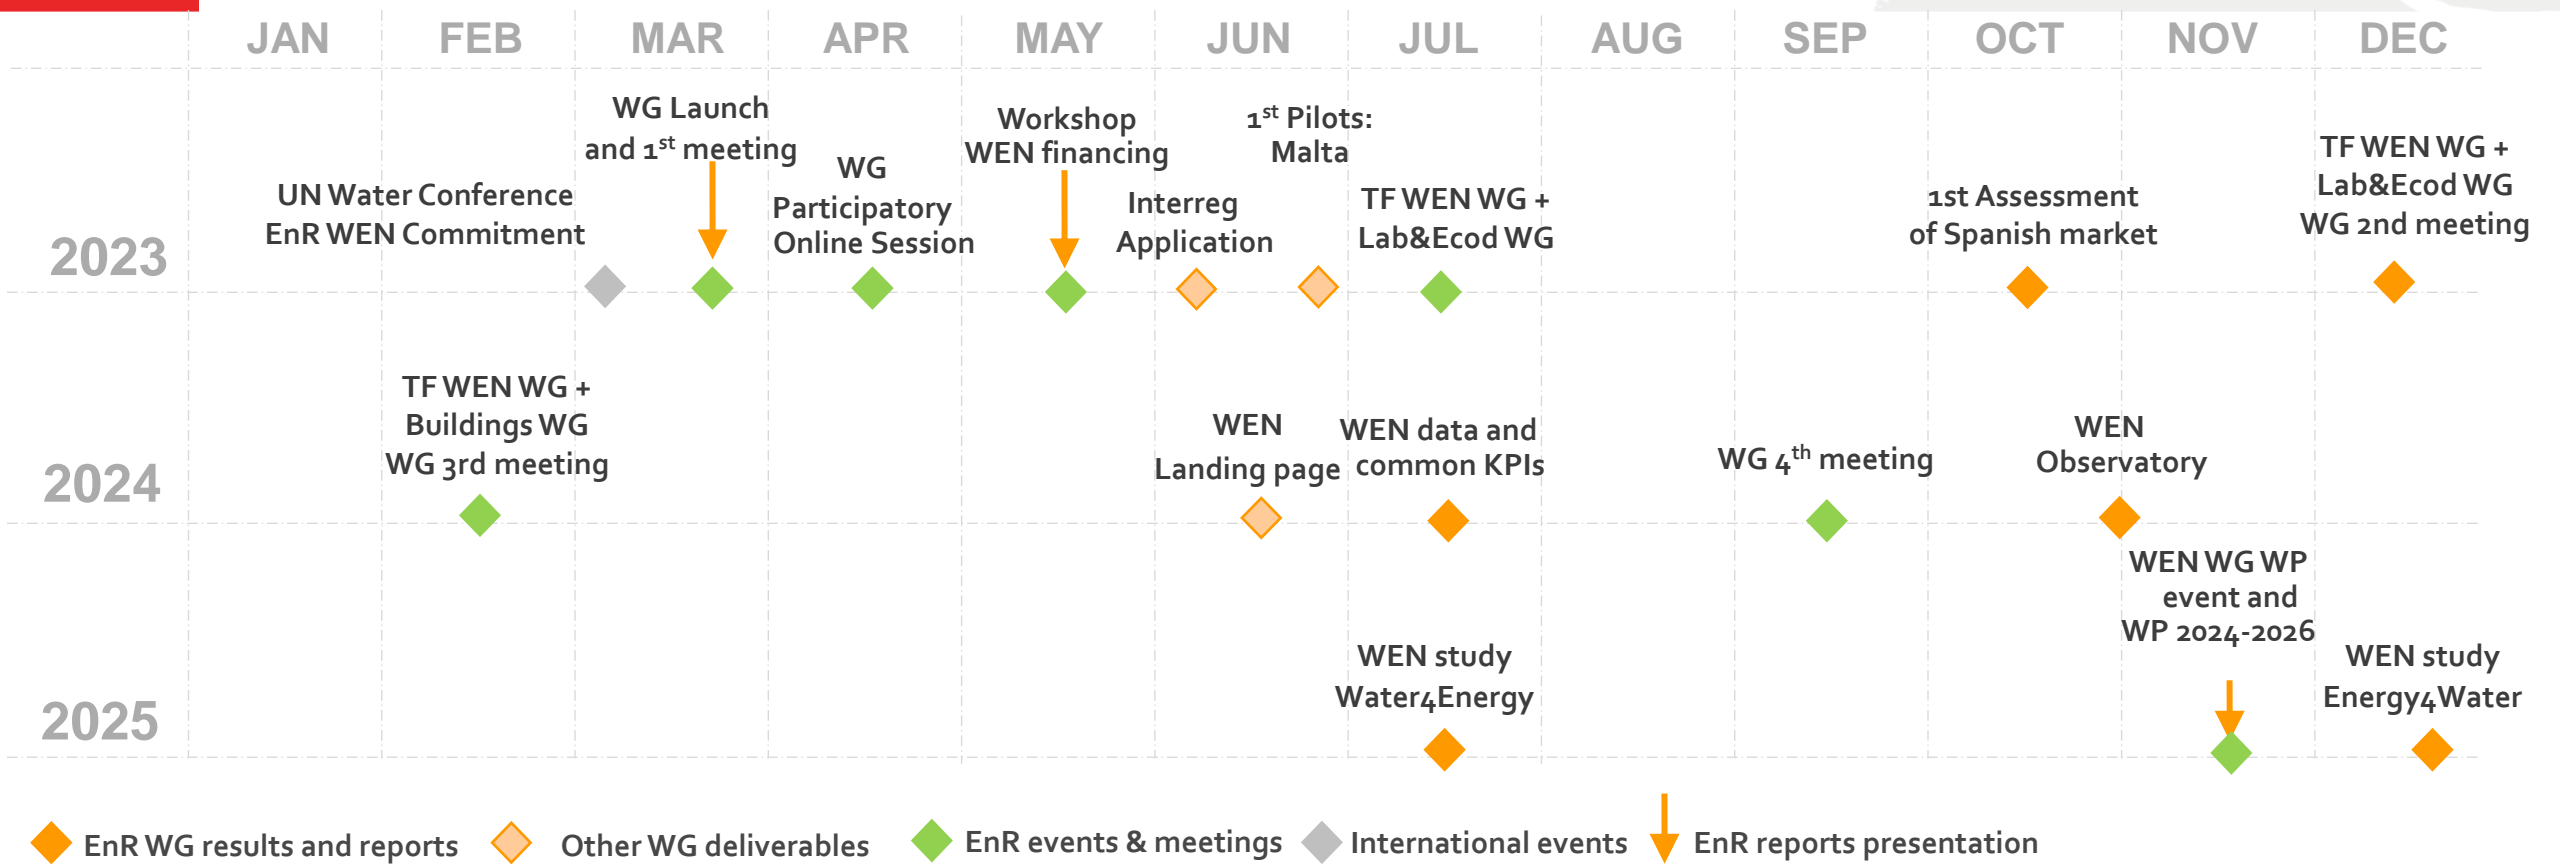 JAN FEB MAR APR MAY JUN JUL AUG SEP OCT NOV DEC
2023
UN Water Conference
EnR WEN Commitment
WG Launch
and 1st meeting
WG
Participatory
Online Session
Workshop
WEN financing
Interreg
Application
1st Pilots:
Malta
TF WEN WG +
Lab&Ecod WG
1st Assessment
of Spanish market
TF WEN WG +
Lab&Ecod WG
WG 2nd meeting
2024
TF WEN WG +
Buildings WG
WG 3rd meeting
WEN
Landing page
WEN data and
common KPIs
WG 4th meeting
WEN
Observatory
2025
WEN study
Water4Energy
WEN WG WP
event and
WP 2024-2026
WEN study
Energy4Water
EnR WG results and reports
Other WG deliverables
EnR events & meetings
International events
EnR reports presentation